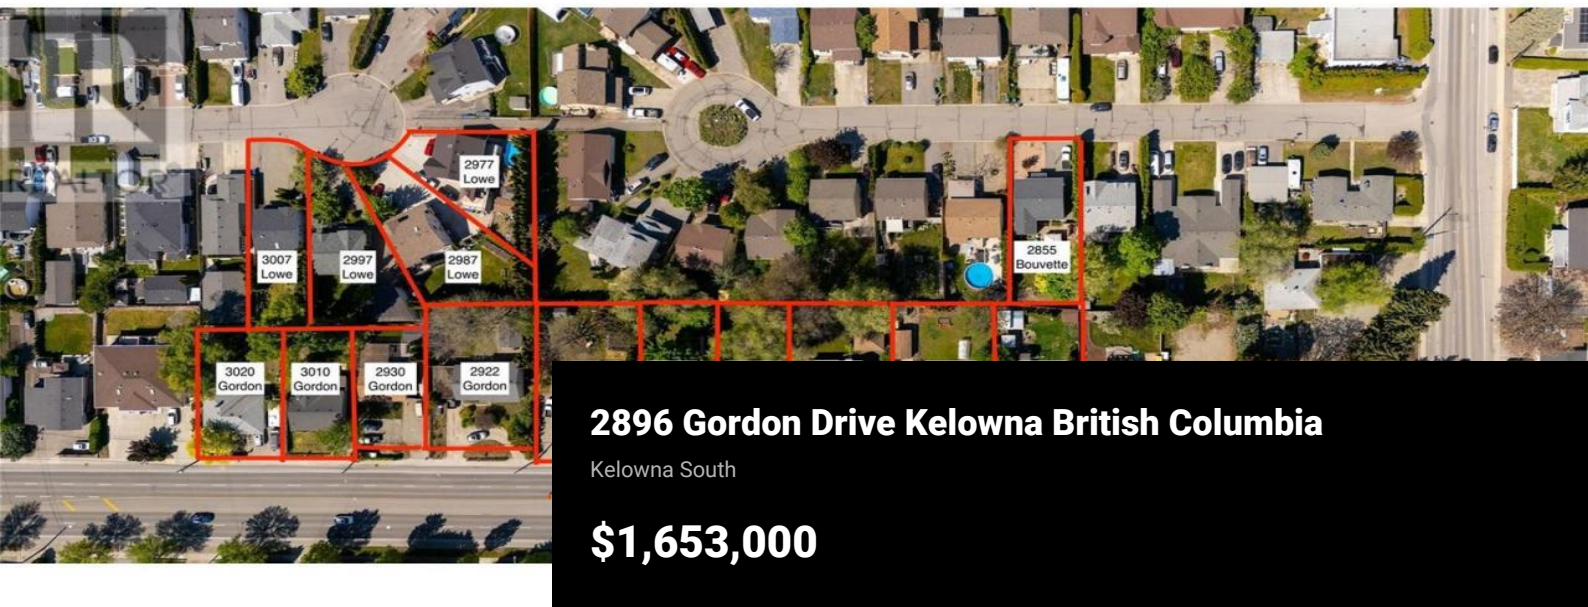 REALTOR®
2977
Lowe
3007
Lowe
2997
Lowe
2987
Lowe
2855
Bouvette
3020
Gordon
3010
Gordon
2930
Gordon
2922
Gordon
2896 Gordon Drive Kelowna British Columbia
Kelowna South
$1,653,000